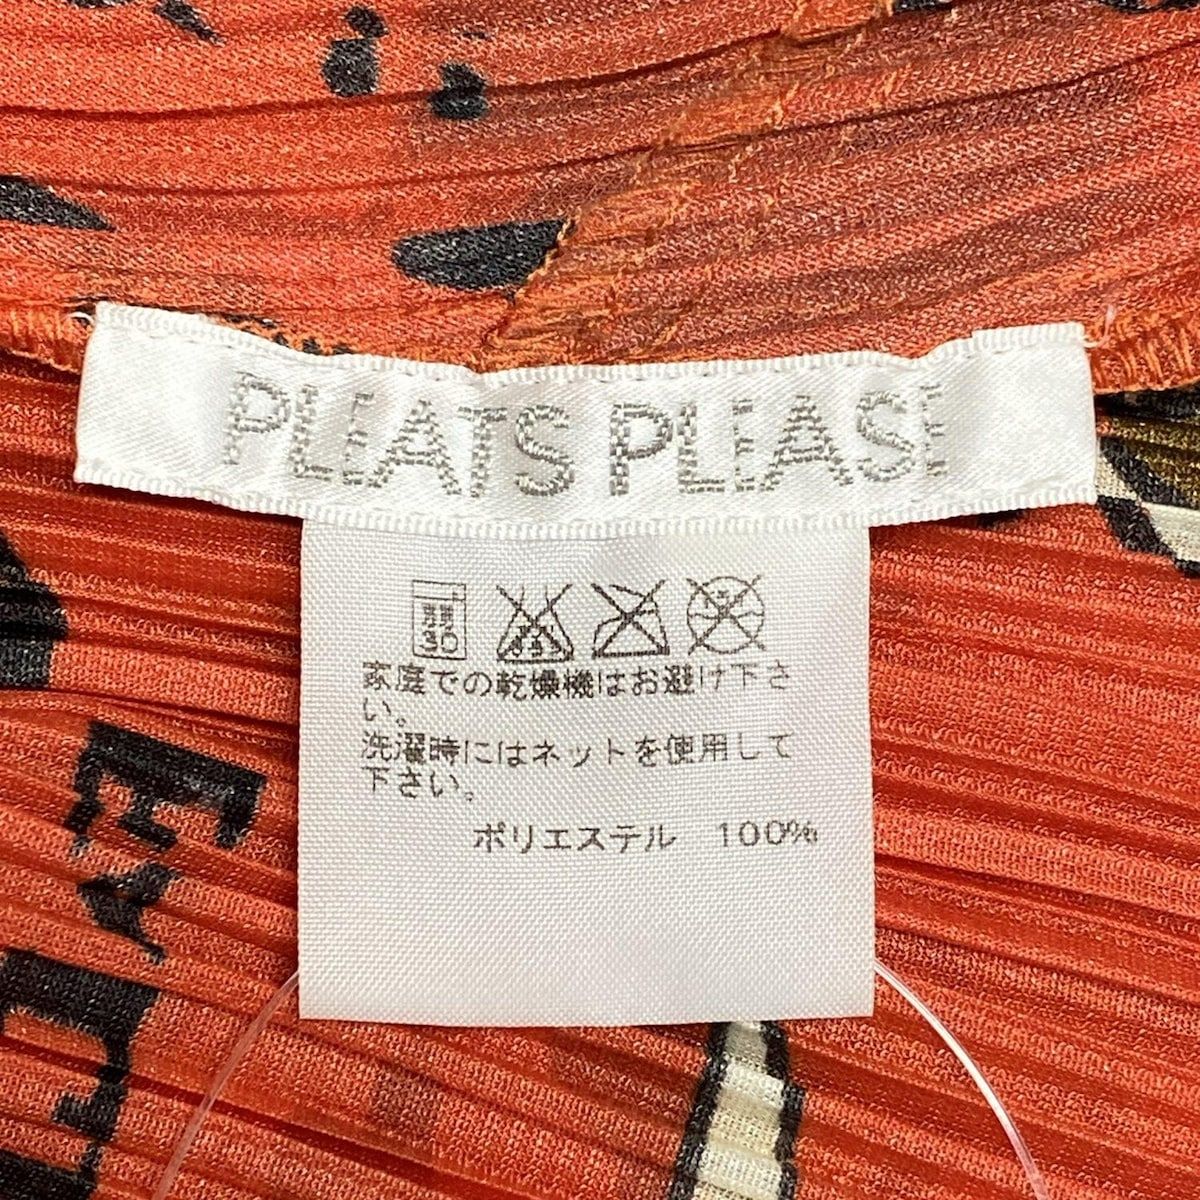 PLEATS PLEASE
弱 30
家庭での乾燥機はお避け下さ
い。
洗濯時にはネットを使用して
下さい。
ポリエステル 100%